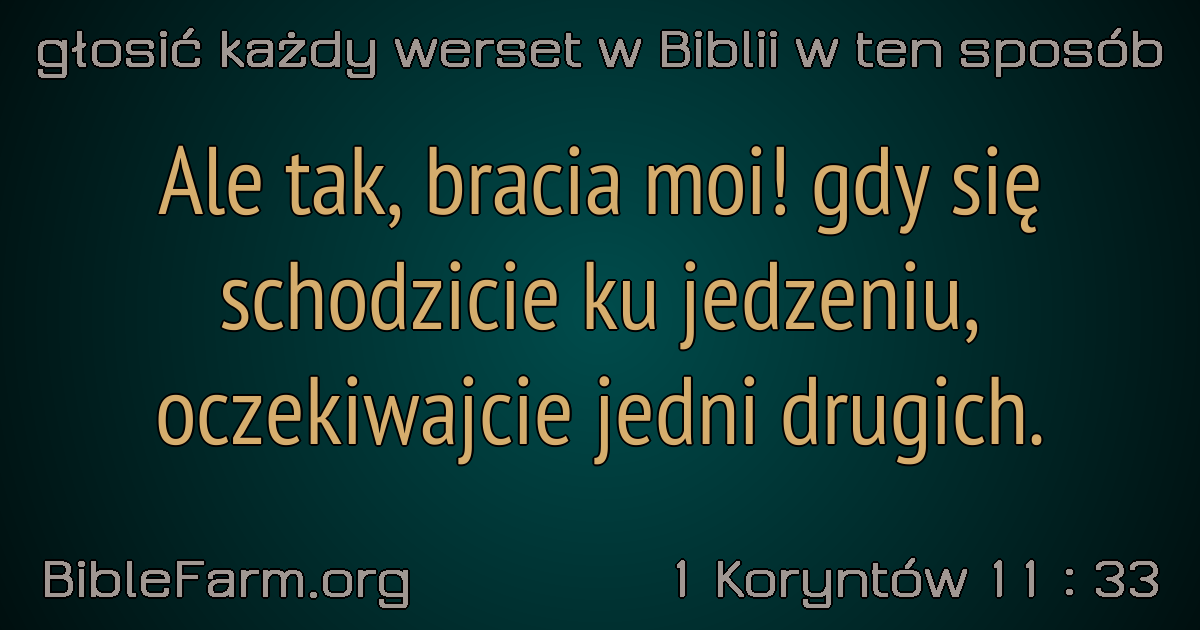 głosić każdy werset w Biblii w ten sposób
Ale tak, bracia moi! gdy się
schodzicie ku jedzeniu,
oczekiwajcie jedni drugich.
BibleFarm.org
1 Koryntów 11 : 33